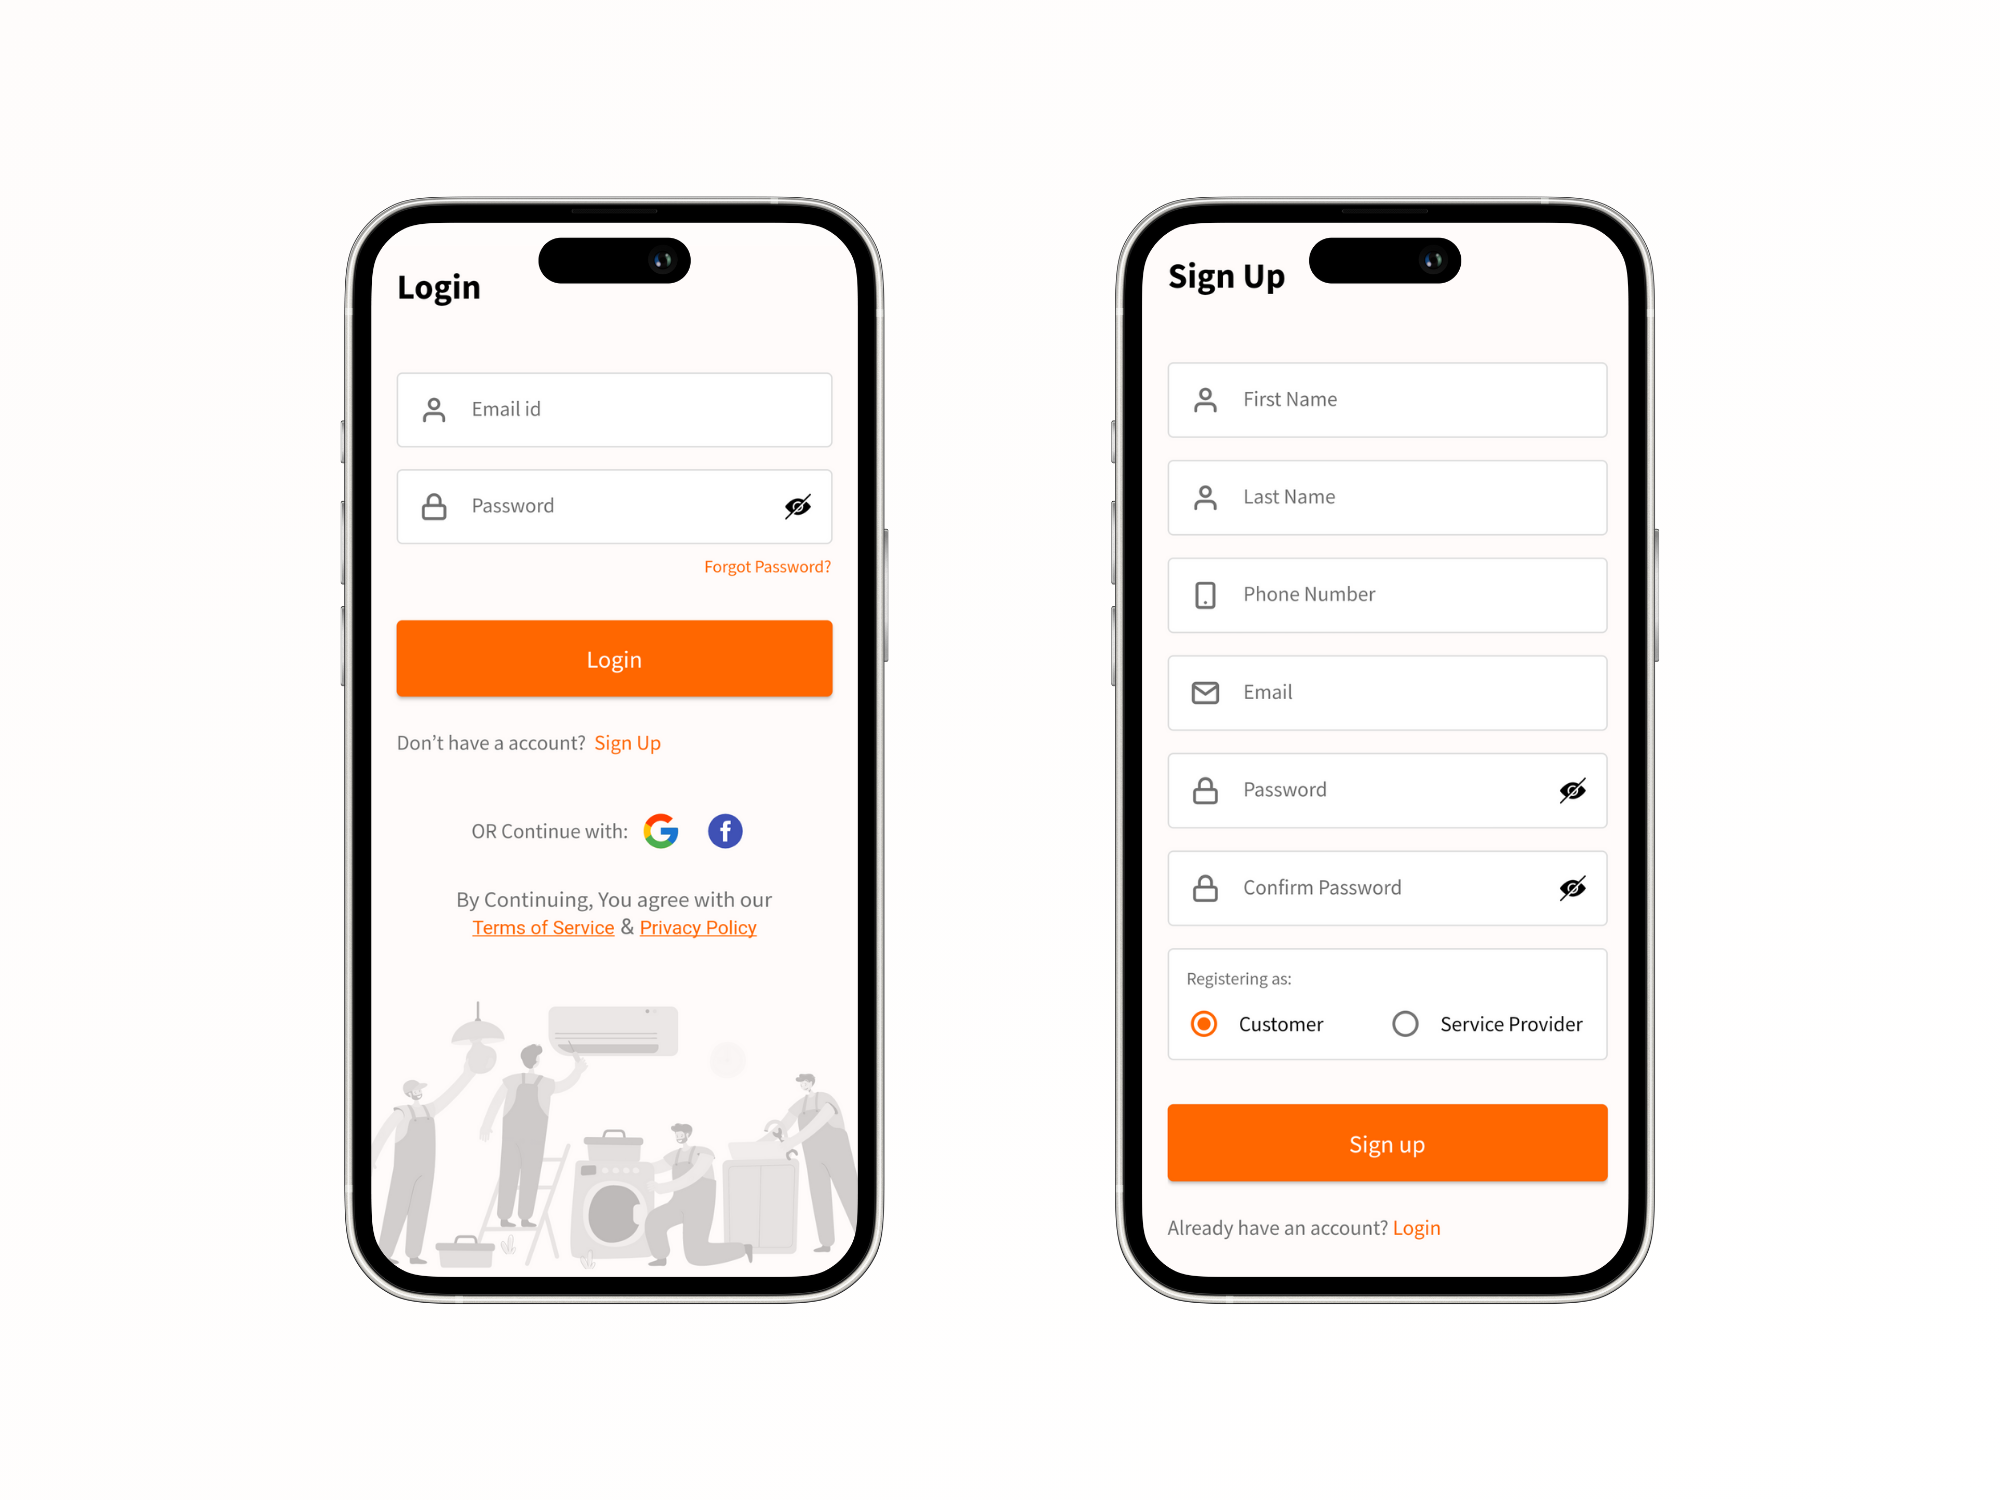 Login
Email id
Password
Forgot Password?
Login
Don’t have a account? Sign Up
OR Continue with:
By Continuing, You agree with our
Terms of Service & Privacy Policy
Sign Up
First Name
Last Name
Phone Number
Email
Password
Confirm Password
Registering as:
Customer Service Provider
Sign up
Already have an account? Login